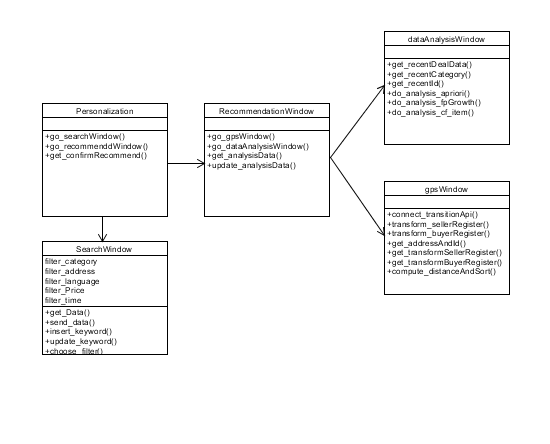 dataAnalysisWindow
+get_recentDealData()
+get_recentCategory()
+get_recentId()
+do_analysis_apriori()
+do_analysis_fpGrowth()
+do_analysis_cf_item()
Personalization
+go_searchWindow()
+go_recommenddWindow()
+get_confirmRecommend()
RecommendationWindow
+go_gpsWindow()
+go_dataAnalysisWindow()
+get_analysisData()
+update_analysisData()
gpsWindow
+connect_transitionApi()
+transform_sellerRegister()
+transform_buyerRegister()
+get_addressAndId()
+get_transformSellerRegister()
+get_transformBuyerRegister()
+compute_distanceAndSort()
SearchWindow
filter_category
filter_address
filter_language
filter_Price
filter_time
+get_Data()
+send_data()
+insert_keyword()
+update_keyword()
+choose_filter()